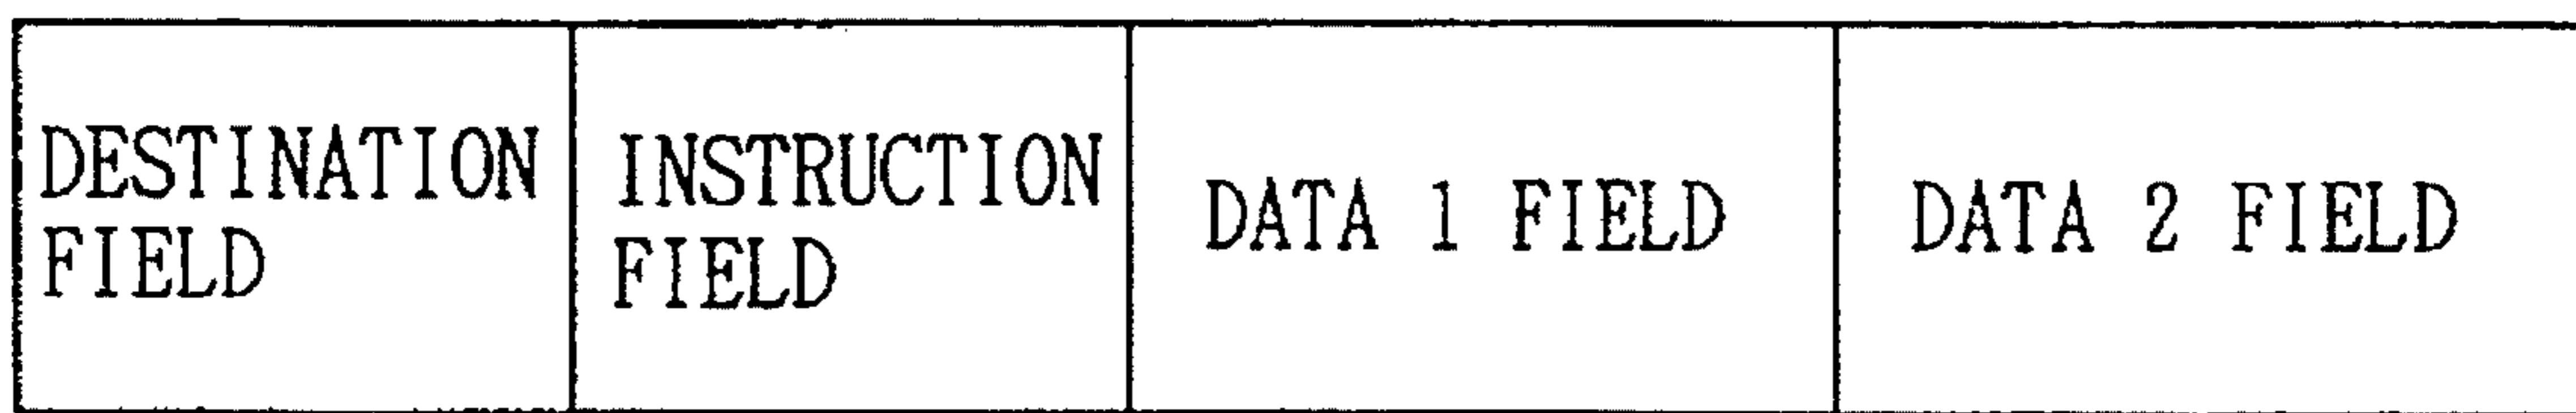 DESTINATION
FIELD
INSTRUCTION
FIELD
DATA 1 FIELD
DATA 2 FIELD